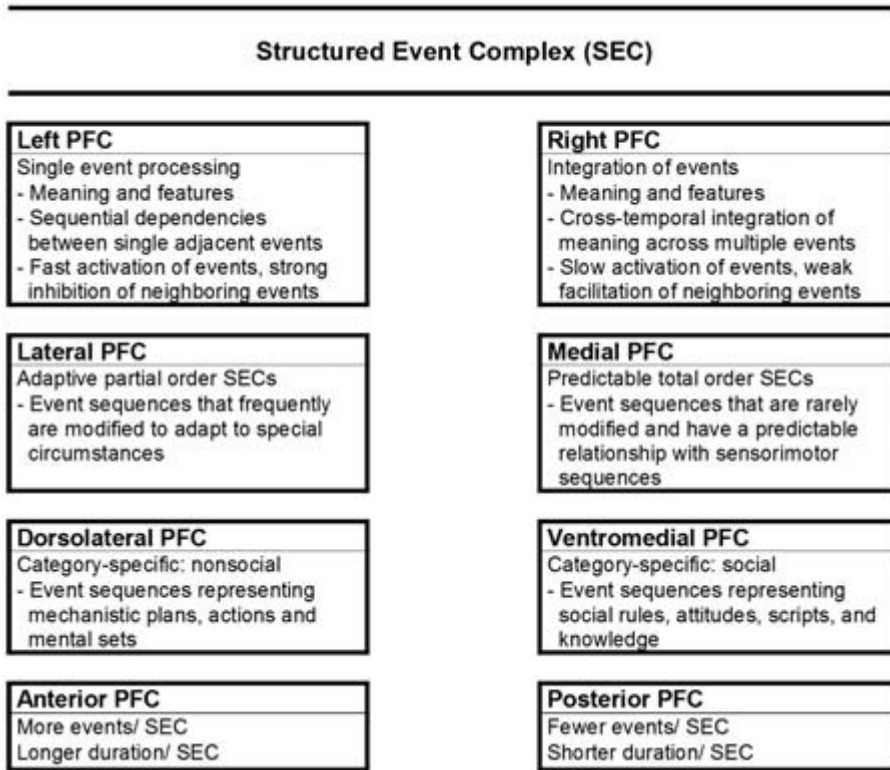 Structured Event Complex (SEC)
Left PFC
Single event processing
- Meaning and features
- Sequential dependencies
between single adjacent events
- Fast activation of events, strong
inhibition of neighboring events
Right PFC
Integration of events
- Meaning and features
- Cross-temporal integration of
meaning across multiple events
- Slow activation of events, weak
facilitation of neighboring events
Lateral PFC
Adaptive partial order SECs
- Event sequences that frequently
are modified to adapt to special
circumstances
Medial PFC
Predictable total order SECs
- Event sequences that are rarely
modified and have a predictable
relationship with sensorimotor
sequences
Dorsolateral PFC
Category-specific: nonsocial
- Event sequences representing
mechanistic plans, actions and
mental sets
Ventromedial PFC
Category-specific: social
- Event sequences representing
social rules, attitudes, scripts, and
knowledge
Anterior PFC
More events/ SEC
Longer duration/ SEC
Posterior PFC
Fewer events/ SEC
Shorter duration/ SEC